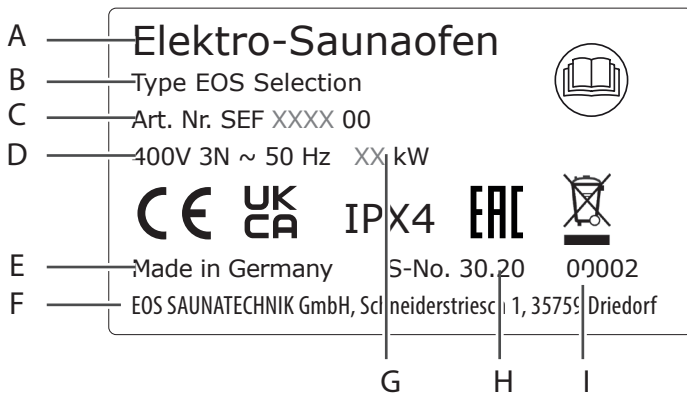 A Elektro-Saunaofen
B Type EOS Selection
C Art. Nr. SEF XXXX 00
D 400V 3N ~ 50 Hz XX kW
CE UK CA IPX4 EAC
E Made in Germany S-No. 30.20 00002
F EOS SAUNATECHNIK GmbH, Schneiderstriesch 1, 35759 Driedorf
G H I